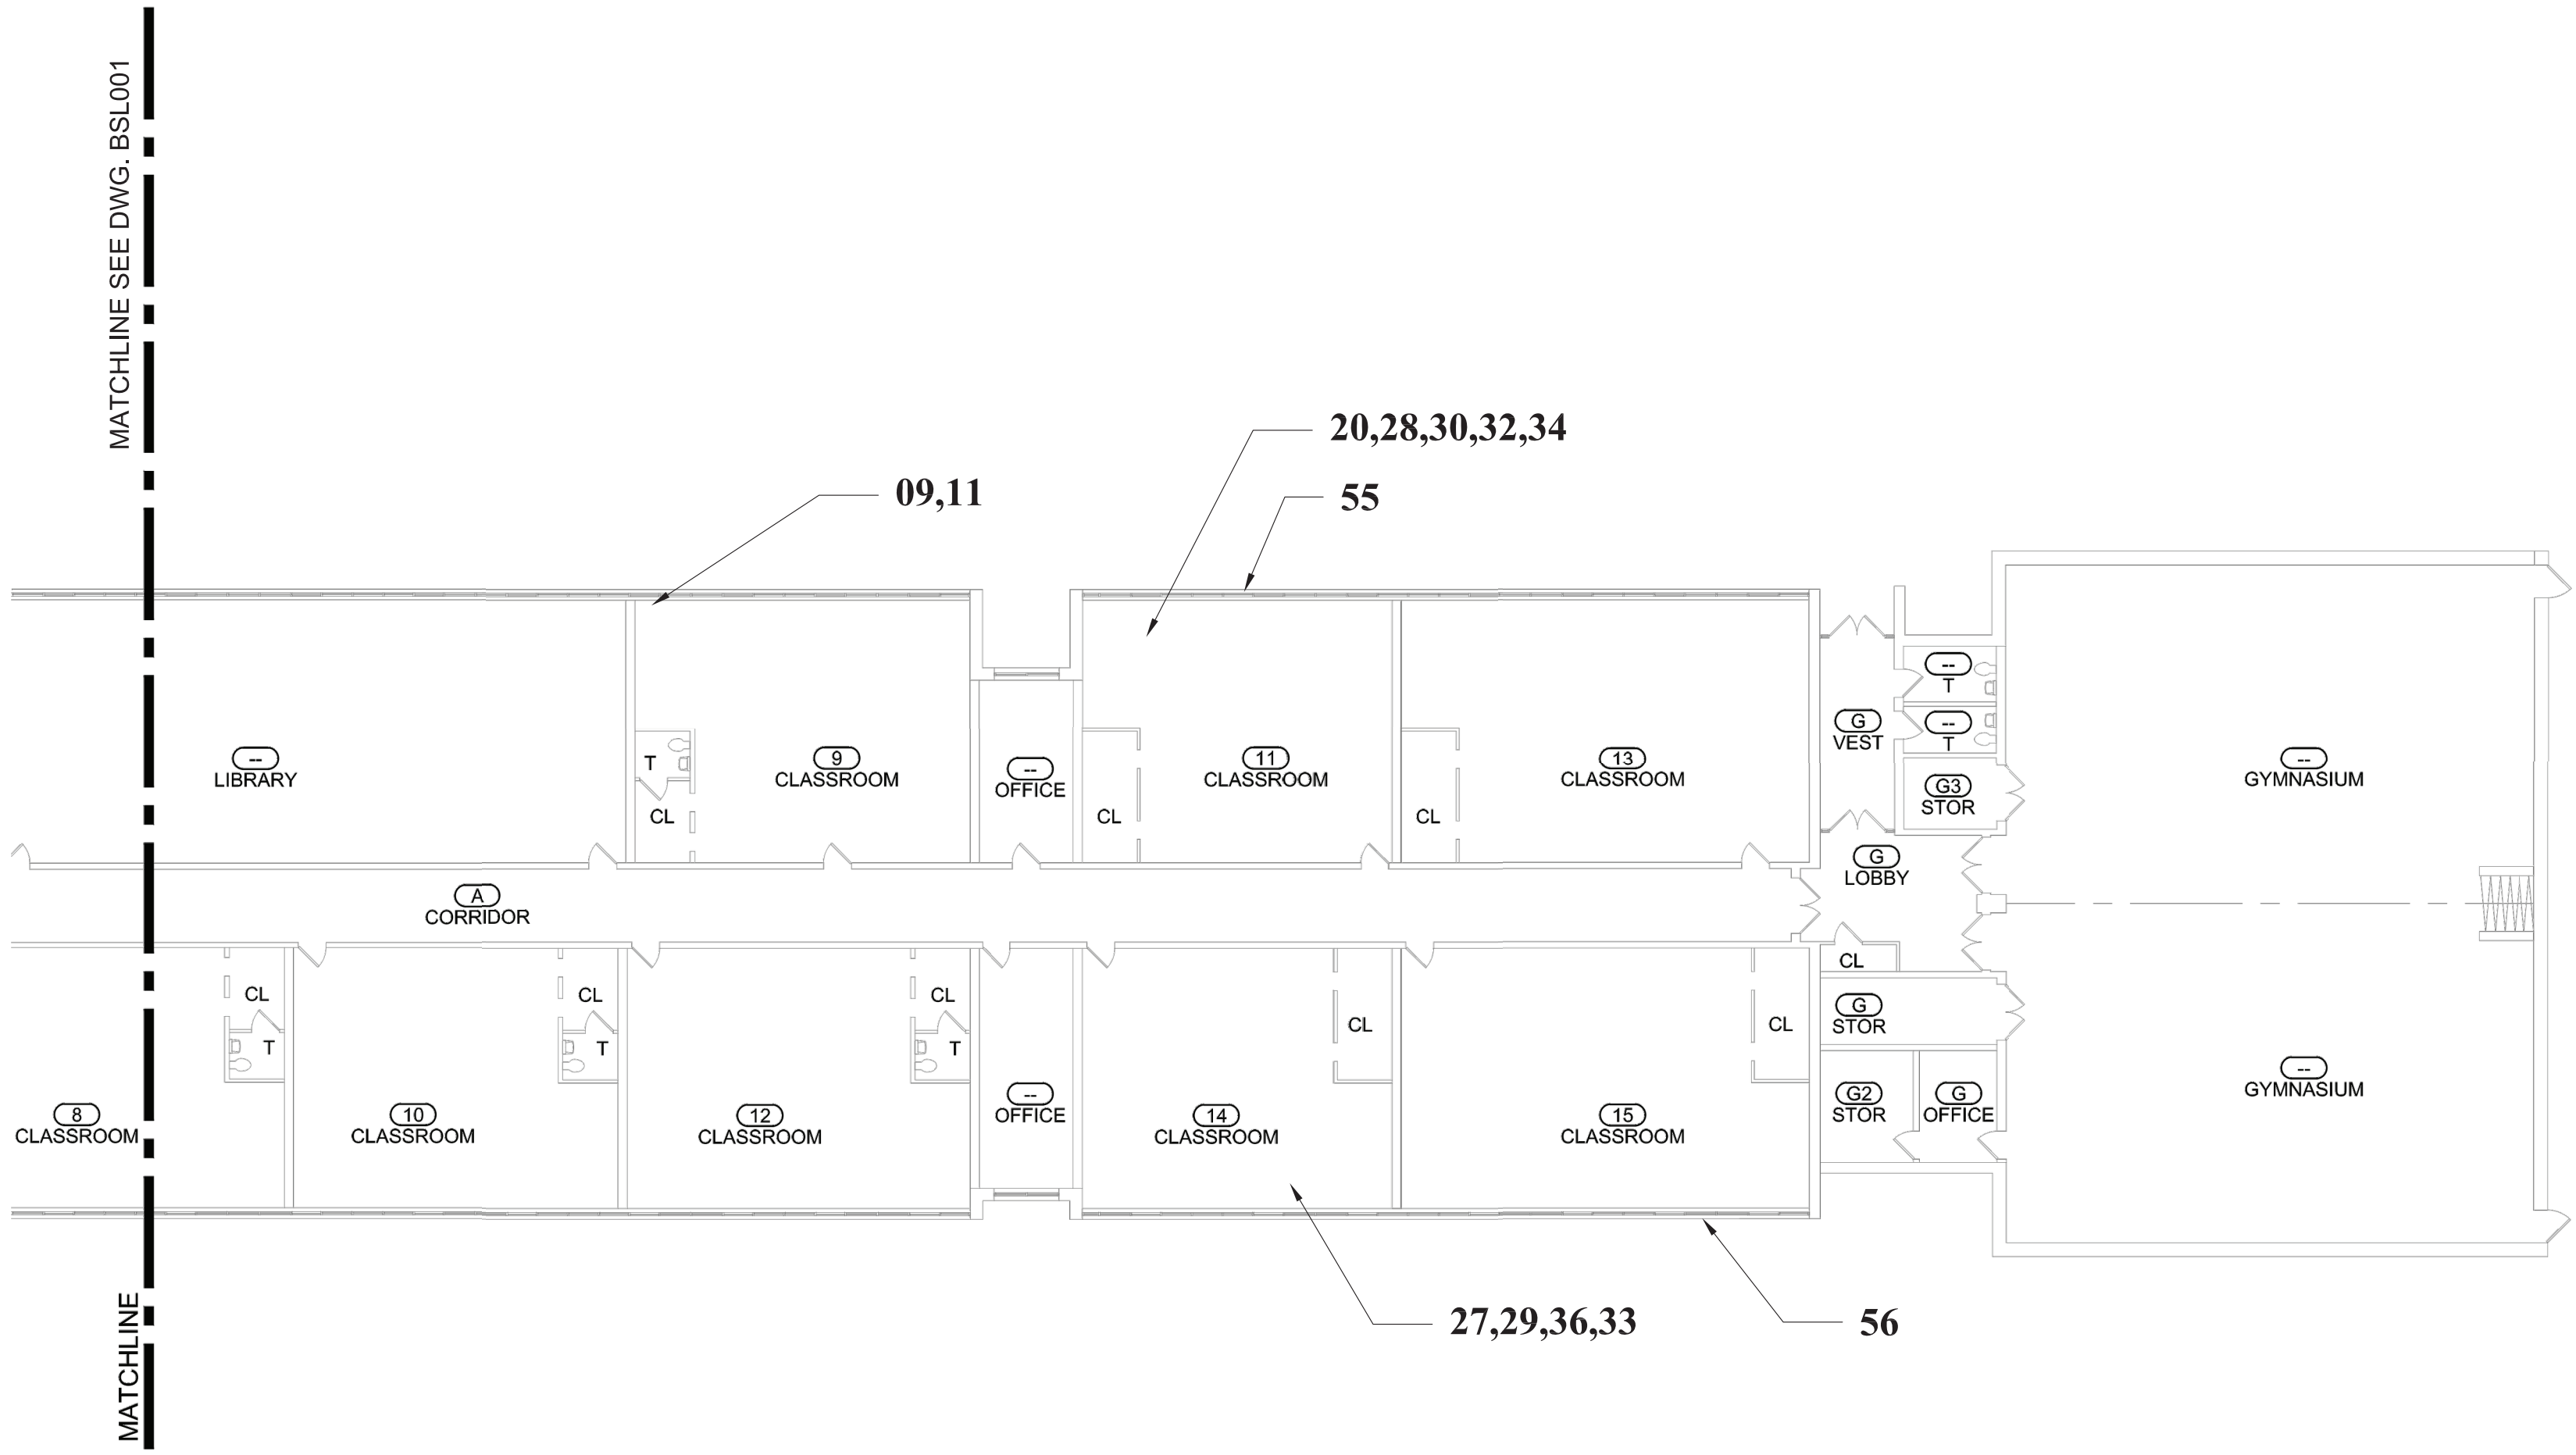 MATCHLINE SEE DWG. BSL001
20,28,30,32,34
09,11
55
--
T
G
VEST
--
T
--
LIBRARY
T
9
CLASSROOM
--
OFFICE
11
CLASSROOM
13
CLASSROOM
G3
STOR
--
GYMNASIUM
CL
CL
CL
G
LOBBY
A
CORRIDOR
CL
CL
CL
CL
CL
CL
G
STOR
T
T
T
8
CLASSROOM
10
CLASSROOM
12
CLASSROOM
--
OFFICE
14
CLASSROOM
15
CLASSROOM
G2
STOR
G
OFFICE
--
GYMNASIUM
MATCHLINE
27,29,36,33
56